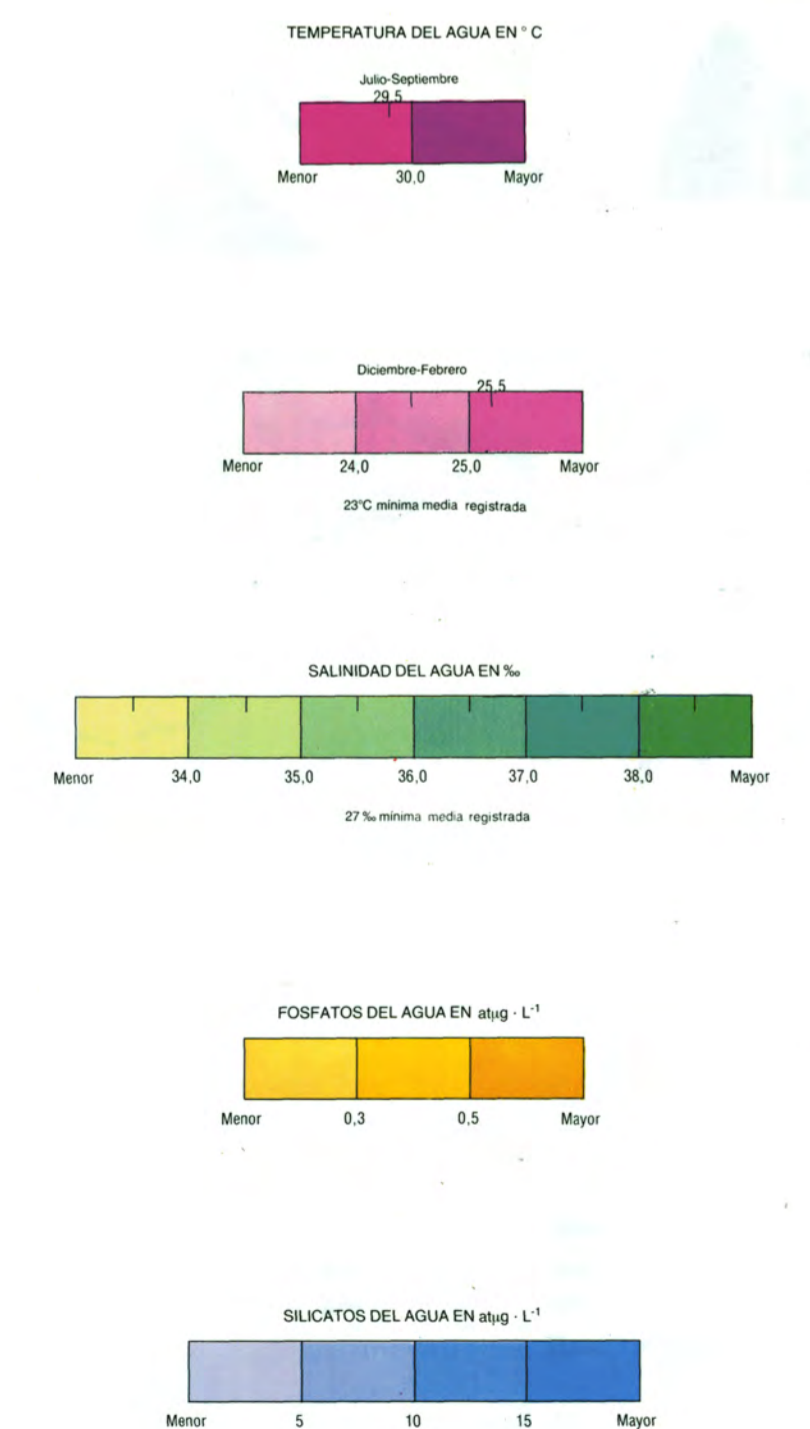 TEMPERATURA DEL AGUA EN ° C
Julio-Septiembre
29,5
Menor 30,0 Mayor
Diciembre-Febrero
25,5
Menor 24,0 25,0 Mayor
23°C mínima media registrada
SALINIDAD DEL AGUA EN ‰
Menor 34,0 35,0 36,0 37,0 38,0 Mayor
27 ‰ mínima media registrada
FOSFATOS DEL AGUA EN atµg · L⁻¹
Menor 0,3 0,5 Mayor
SILICATOS DEL AGUA EN atµg · L⁻¹
Menor 5 10 15 Mayor